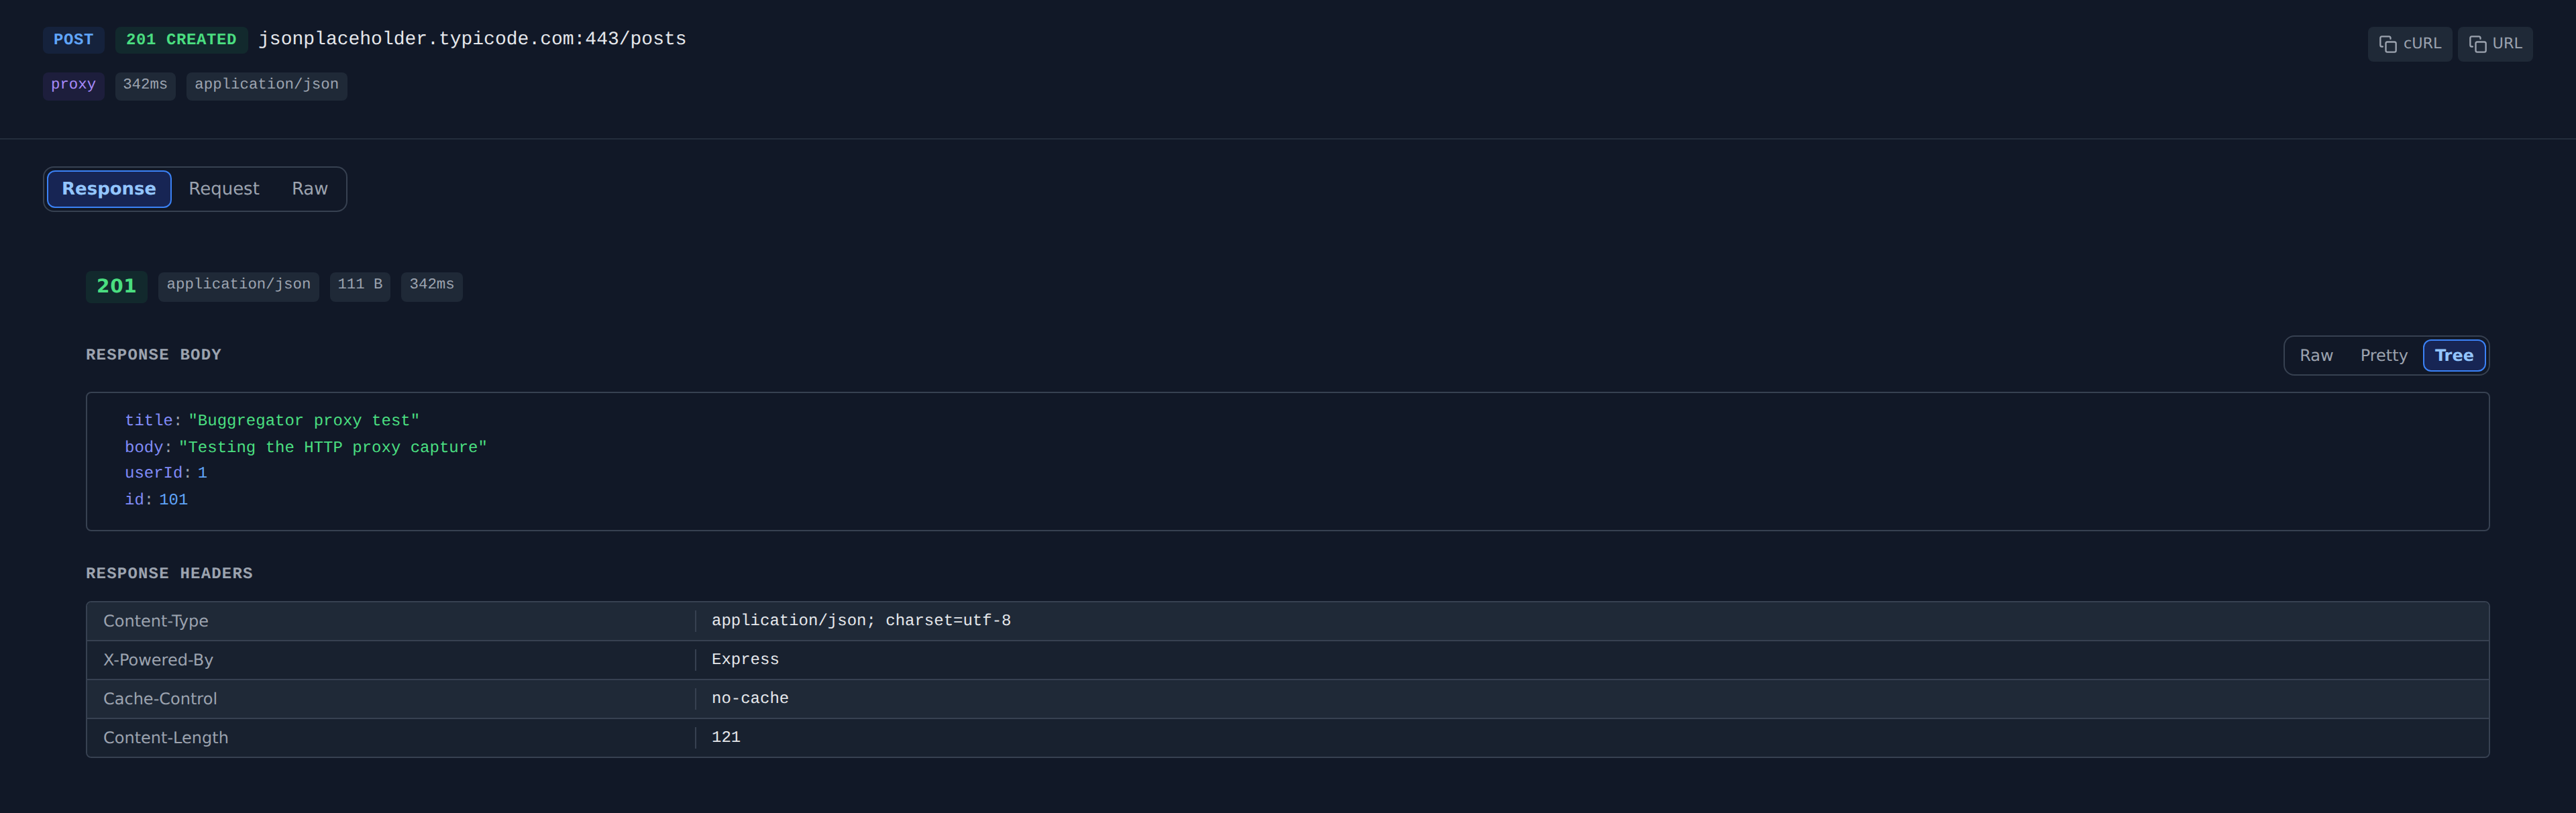 POST 201 CREATED jsonplaceholder.typicode.com:443/posts cURL URL
proxy 342ms application/json
Response Request Raw
201 application/json 111 B 342ms
RESPONSE BODY Raw Pretty Tree
title: "Buggregator proxy test"
body: "Testing the HTTP proxy capture"
userId: 1
id: 101
RESPONSE HEADERS
Content-Type application/json; charset=utf-8
X-Powered-By Express
Cache-Control no-cache
Content-Length 121